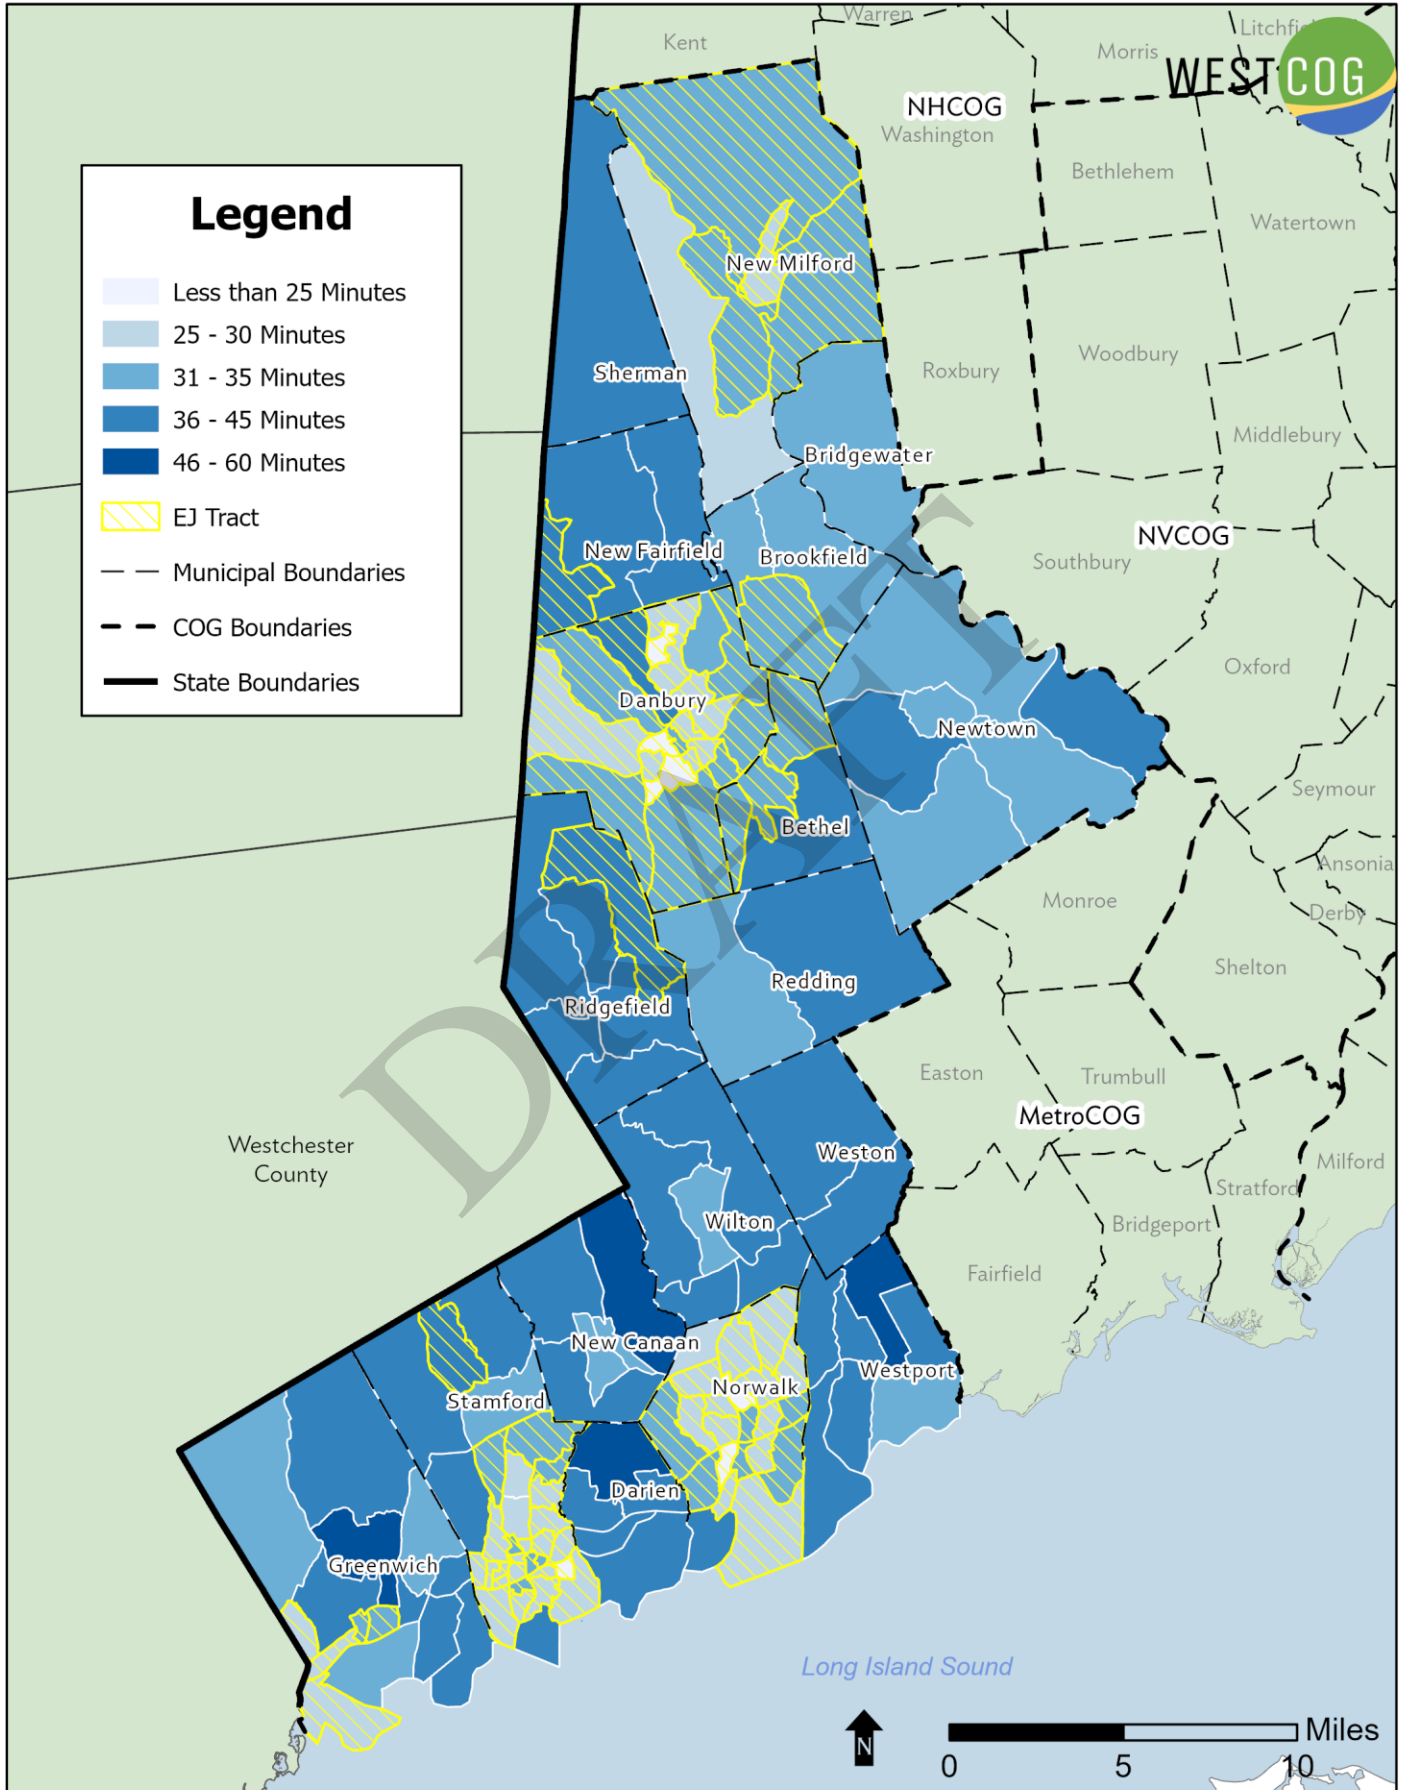 Warren
Kent
Litchfi
Morris
WESTCOG
NHCOG
Washington
Bethlehem
Watertown
Legend
Less than 25 Minutes
25 - 30 Minutes
31 - 35 Minutes
36 - 45 Minutes
46 - 60 Minutes
EJ Tract
Municipal Boundaries
COG Boundaries
State Boundaries
New Milford
Sherman
Roxbury
Woodbury
Middlebury
Bridgewater
New Fairfield
Brookfield
NVCOG
Southbury
Oxford
Danbury
Newtown
Seymour
Bethel
Ansonia
Monroe
Derby
Shelton
Redding
Ridgefield
DRAFT
Easton
Trumbull
MetroCOG
Westchester
County
Weston
Milford
Stratford
Wilton
Bridgeport
Fairfield
New Canaan
Westport
Norwalk
Stamford
Darien
Greenwich
Long Island Sound
N
Miles
0 5 10